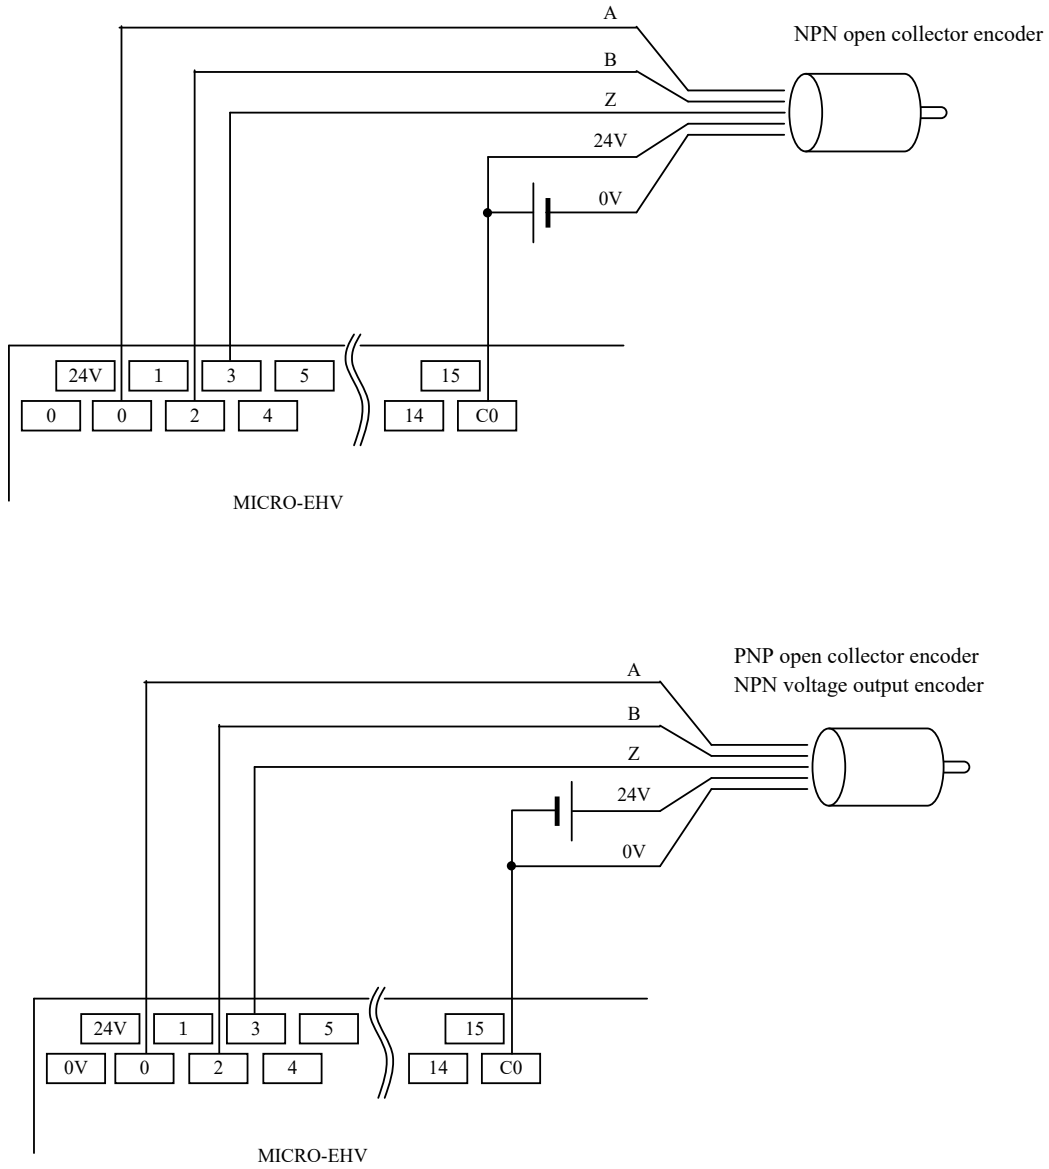 A
NPN open collector encoder
B
Z
24V
0V
24V 1 3 5 15
0 0 2 4 14 C0
MICRO-EHV
PNP open collector encoder
A
NPN voltage output encoder
B
Z
24V
0V
24V 1 3 5 15
0V 0 2 4 14 C0
MICRO-EHV